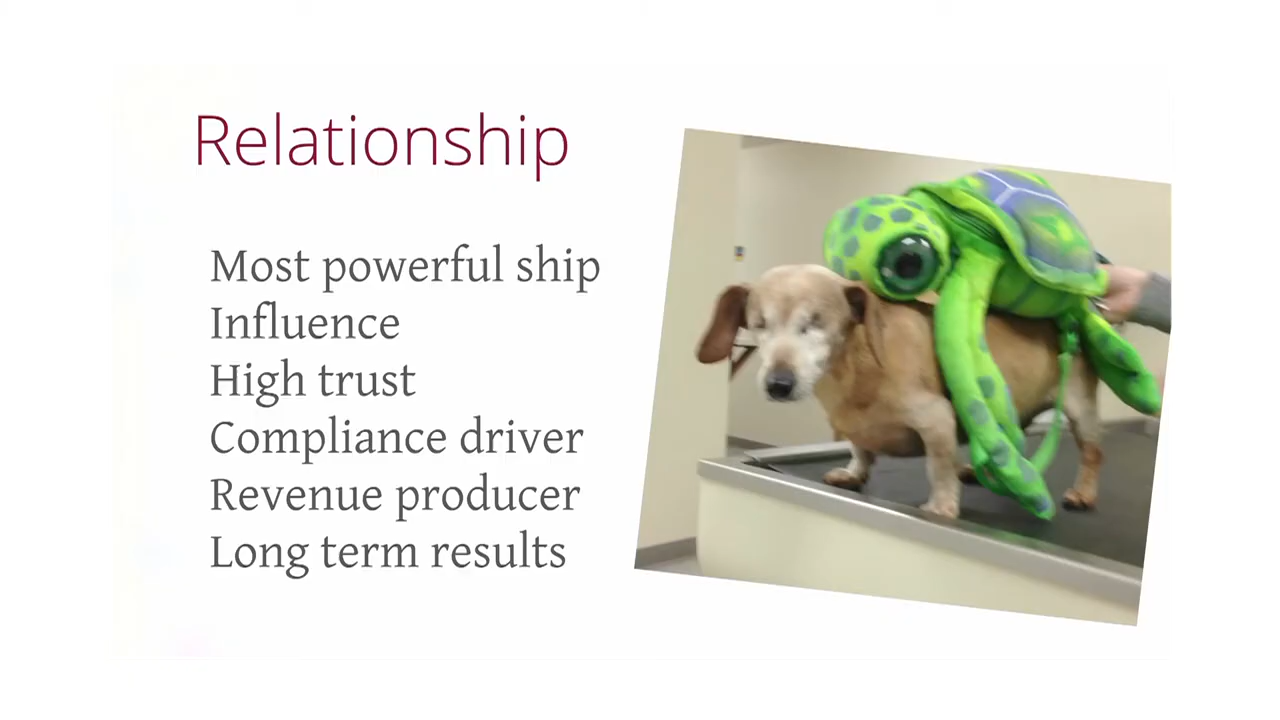 Relationship
Most powerful ship
Influence
High trust
Compliance driver
Revenue producer
Long term results